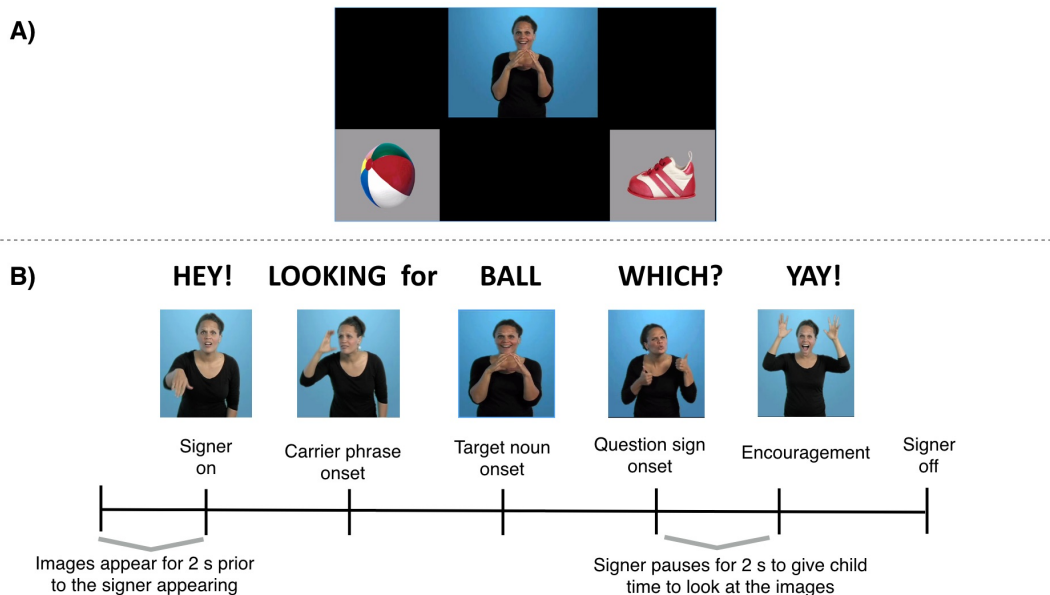 A)
B)
HEY! LOOKING for BALL WHICH? YAY!
Signer
on
Carrier phrase
onset
Target noun
onset
Question sign
onset
Encouragement
Signer
off
Images appear for 2 s prior
to the signer appearing
Signer pauses for 2 s to give child
time to look at the images